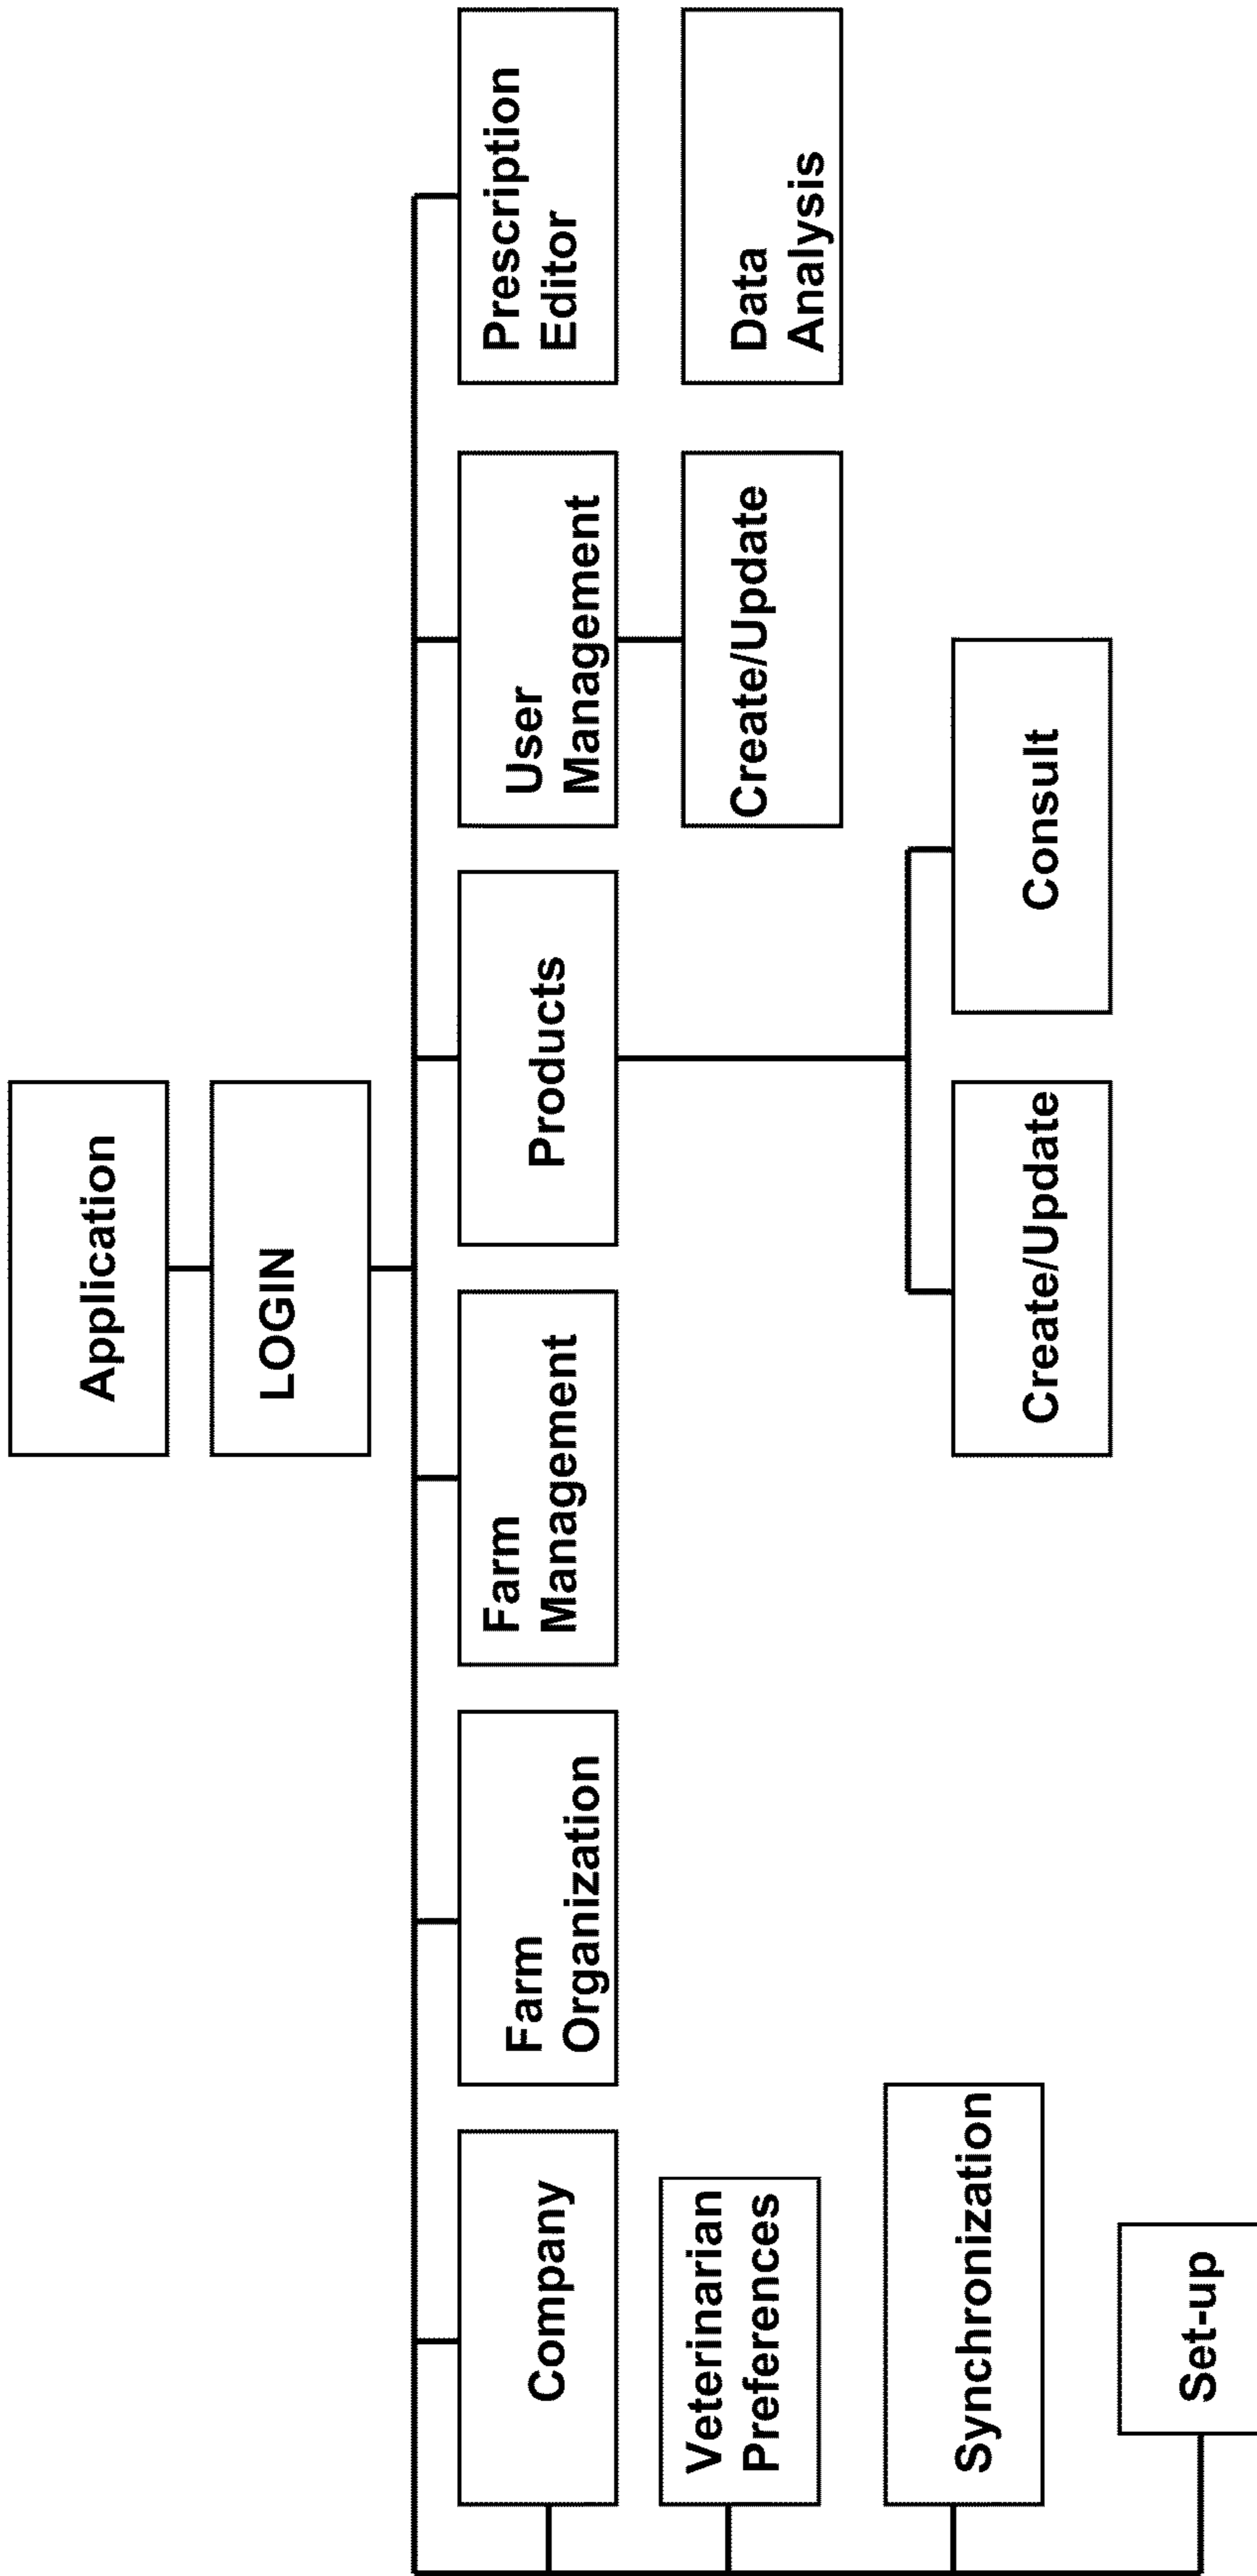 Application
LOGIN
Company
Farm
Organization
Farm
Management
Products
User
Management
Prescription
Editor
Veterinarian
Preferences
Create/Update
Data
Analysis
Synchronization
Create/Update
Consult
Set-up